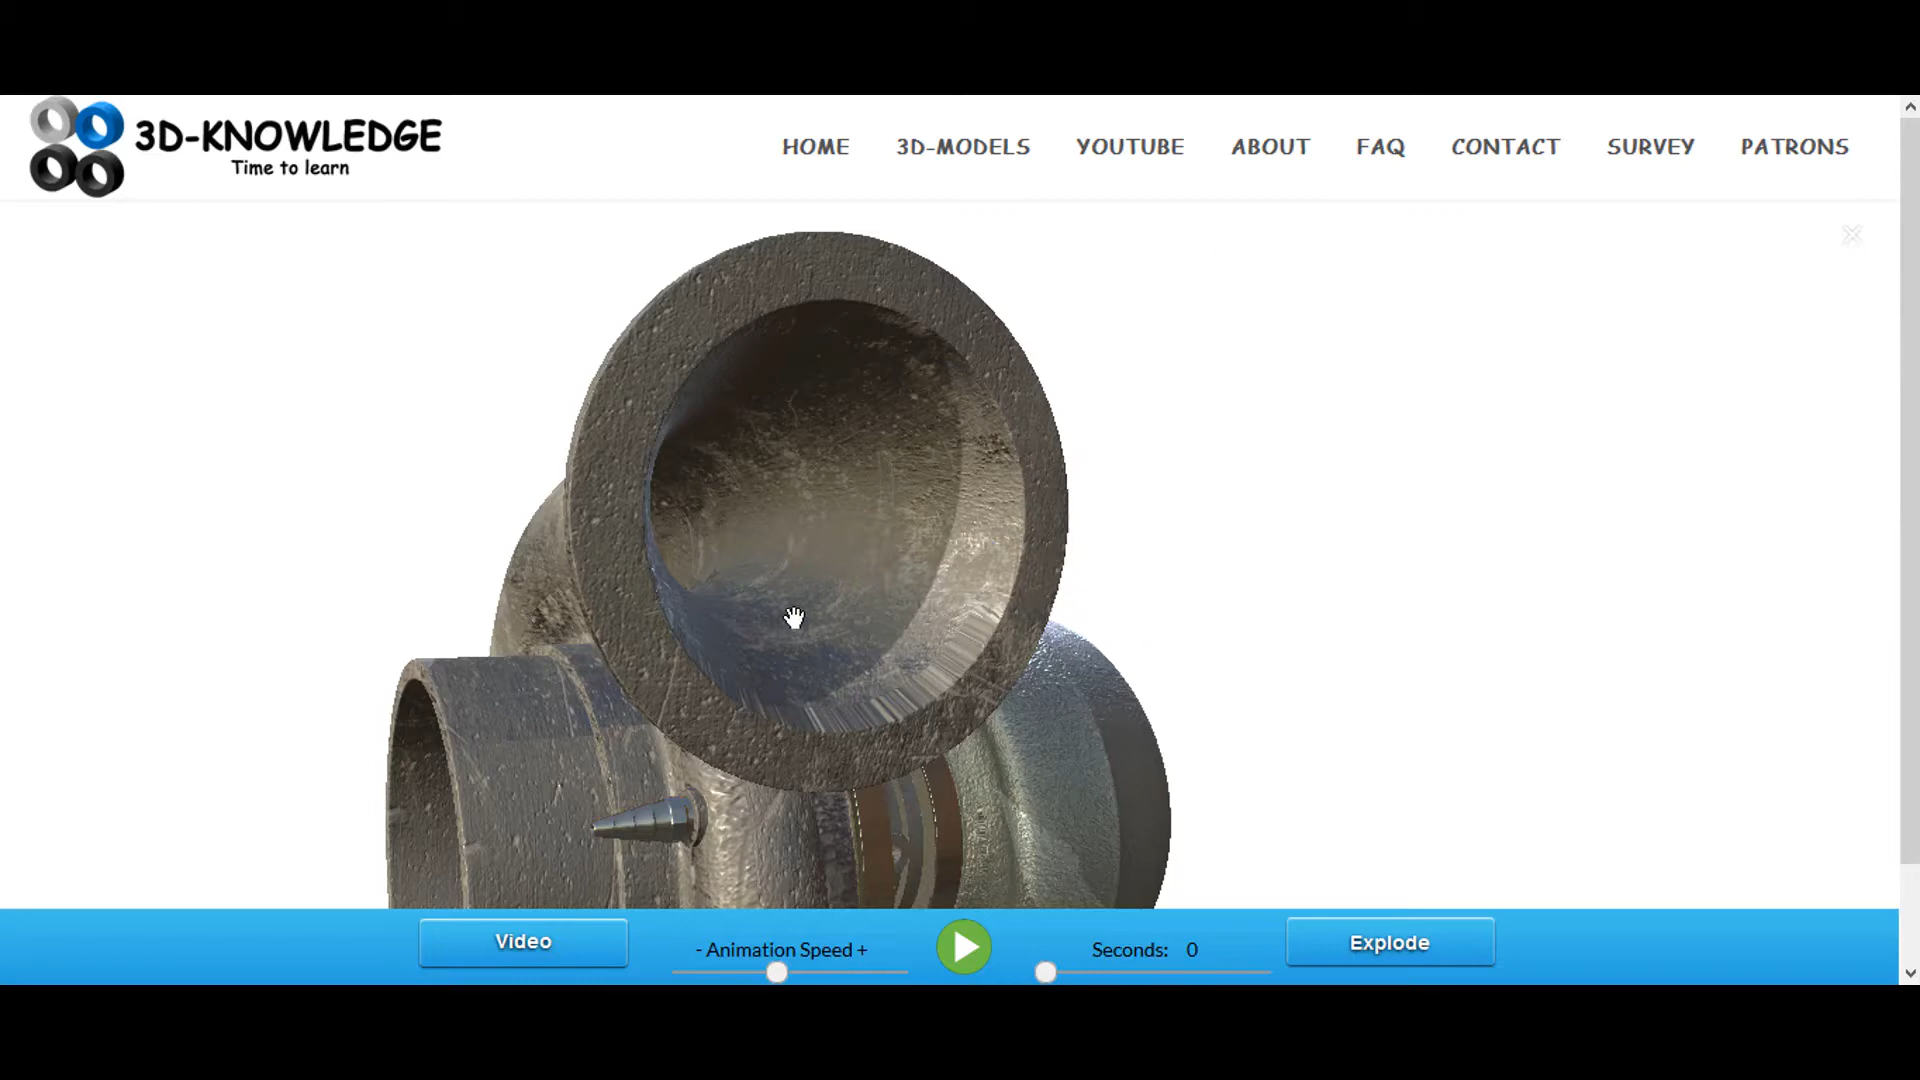 3D-KNOWLEDGE
Time to learn
HOME 3D-MODELS YOUTUBE ABOUT FAQ CONTACT SURVEY PATRONS
Video
- Animation Speed +
Seconds: 0
Explode